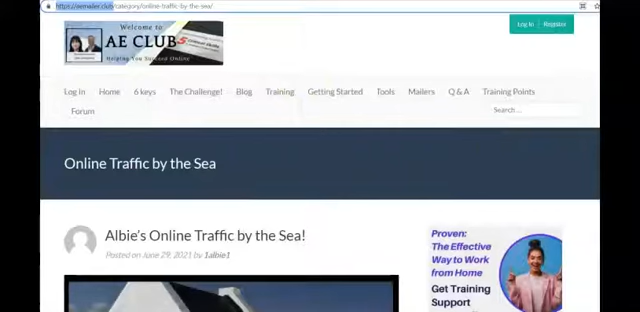 https://aemailer.club/category/online-traffic-by-the-sea/
Log In | Register
Welcome to
AE CLUB
Helping You Succeed Online
Log In Home 6 keys The Challenge! Blog Training Getting Started Tools Mailers Q & A Training Points
Forum
Search ...
Online Traffic by the Sea
Albie's Online Traffic by the Sea!
Posted on June 29, 2021 by 1albie1
Proven:
The Effective
Way to Work
from Home
Get Training
Support